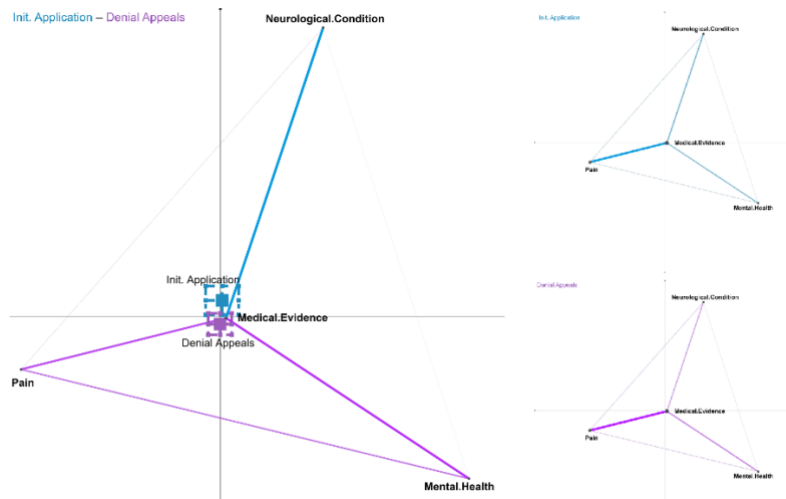 Init. Application – Denial Appeals
Neurological.Condition
Init. Application
Medical.Evidence
Denial Appeals
Pain
Mental.Health
Init. Application
Neurological.Condition
Medical.Evidence
Pain
Mental.Health
Denial Appeals
Neurological.Condition
Medical.Evidence
Pain
Mental.Health